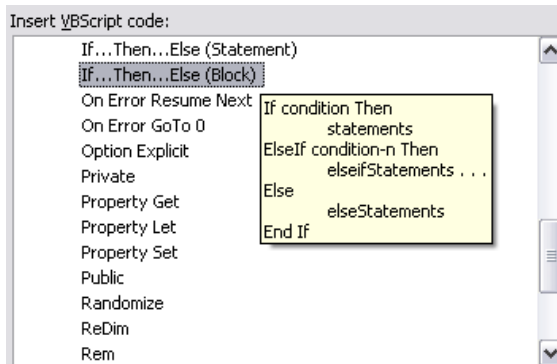 Insert VBScript code:
If...Then...Else (Statement)
If...Then...Else (Block)
On Error Resume Next
On Error GoTo 0
Option Explicit
Private
Property Get
Property Let
Property Set
Public
Randomize
ReDim
Rem
If condition Then
statements
ElseIf condition-n Then
elseifStatements . . .
Else
elseStatements
End If